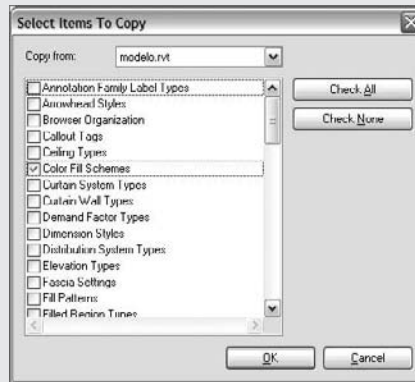 Select Items To Copy
Copy from: modelo.rvt
Annotation Family Label Types
Arrowhead Styles
Browser Organization
Callout Tags
Ceiling Types
Color Fill Schemes
Curtain System Types
Curtain Wall Types
Demand Factor Types
Dimension Styles
Distribution System Types
Elevation Types
Fascia Settings
Fill Patterns
Filled Region Types
Check All
Check None
OK
Cancel